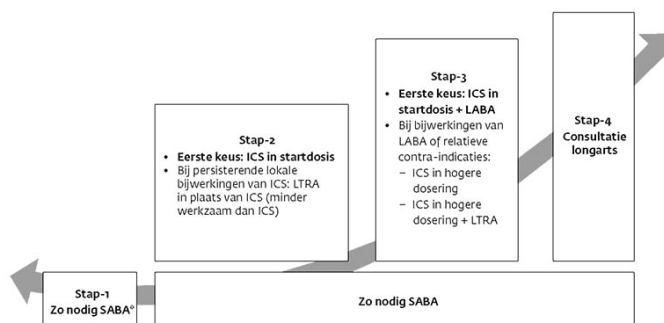 Stap-1
Zo nodig SABA*
Stap-2
• Eerste keus: ICS in startdosis
• Bij persisterende lokale
bijwerkingen van ICS: LTRA
in plaats van ICS (minder
werkzaam dan ICS)
Stap-3
• Eerste keus: ICS in
startdosis + LABA
• Bij bijwerkingen van
LABA of relatieve
contra-indicaties:
– ICS in hogere
dosering
– ICS in hogere
dosering + LTRA
Stap-4
Consultatie
longarts
Zo nodig SABA